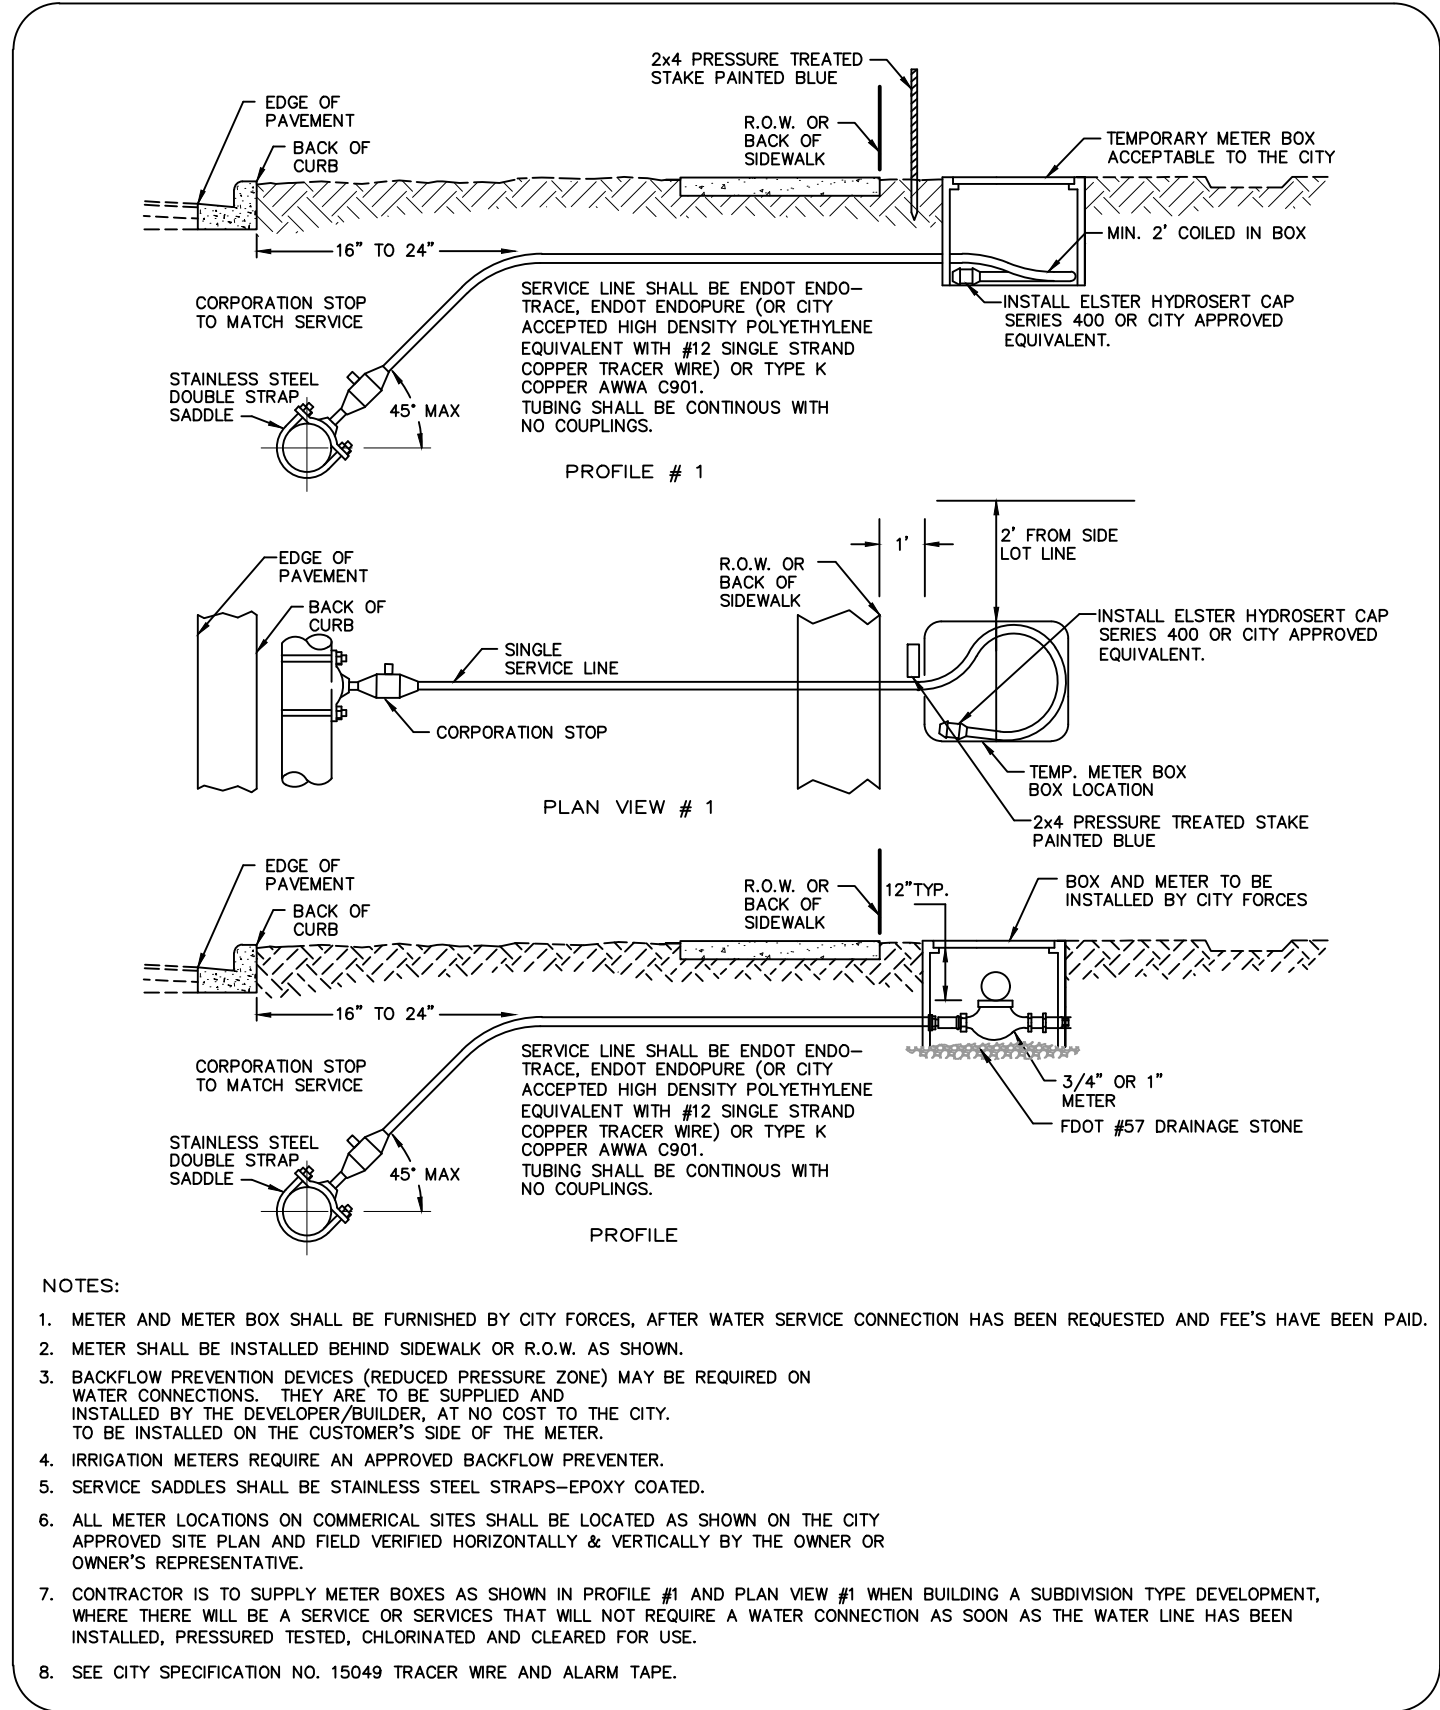 2x4 PRESSURE TREATED
STAKE PAINTED BLUE
EDGE OF
PAVEMENT
BACK OF
CURB
R.O.W. OR
BACK OF
SIDEWALK
TEMPORARY METER BOX
ACCEPTABLE TO THE CITY
16" TO 24"
MIN. 2' COILED IN BOX
CORPORATION STOP
TO MATCH SERVICE
SERVICE LINE SHALL BE ENDOT ENDO-
TRACE, ENDOT ENDOPURE (OR CITY
ACCEPTED HIGH DENSITY POLYETHYLENE
EQUIVALENT WITH #12 SINGLE STRAND
COPPER TRACER WIRE) OR TYPE K
COPPER AWWA C901.
TUBING SHALL BE CONTINOUS WITH
NO COUPLINGS.
INSTALL ELSTER HYDROSERT CAP
SERIES 400 OR CITY APPROVED
EQUIVALENT.
STAINLESS STEEL
DOUBLE STRAP
SADDLE
45° MAX
PROFILE # 1
EDGE OF
PAVEMENT
BACK OF
CURB
R.O.W. OR
BACK OF
SIDEWALK
1'
2' FROM SIDE
LOT LINE
INSTALL ELSTER HYDROSERT CAP
SERIES 400 OR CITY APPROVED
EQUIVALENT.
SINGLE
SERVICE LINE
CORPORATION STOP
TEMP. METER BOX
BOX LOCATION
2x4 PRESSURE TREATED STAKE
PAINTED BLUE
PLAN VIEW # 1
EDGE OF
PAVEMENT
BACK OF
CURB
R.O.W. OR
BACK OF
SIDEWALK
12"TYP.
BOX AND METER TO BE
INSTALLED BY CITY FORCES
16" TO 24"
CORPORATION STOP
TO MATCH SERVICE
SERVICE LINE SHALL BE ENDOT ENDO-
TRACE, ENDOT ENDOPURE (OR CITY
ACCEPTED HIGH DENSITY POLYETHYLENE
EQUIVALENT WITH #12 SINGLE STRAND
COPPER TRACER WIRE) OR TYPE K
COPPER AWWA C901.
TUBING SHALL BE CONTINOUS WITH
NO COUPLINGS.
3/4" OR 1"
METER
FDOT #57 DRAINAGE STONE
STAINLESS STEEL
DOUBLE STRAP
SADDLE
45° MAX
PROFILE
NOTES:
1. METER AND METER BOX SHALL BE FURNISHED BY CITY FORCES, AFTER WATER SERVICE CONNECTION HAS BEEN REQUESTED AND FEE'S HAVE BEEN PAID.
2. METER SHALL BE INSTALLED BEHIND SIDEWALK OR R.O.W. AS SHOWN.
3. BACKFLOW PREVENTION DEVICES (REDUCED PRESSURE ZONE) MAY BE REQUIRED ON
WATER CONNECTIONS. THEY ARE TO BE SUPPLIED AND
INSTALLED BY THE DEVELOPER/BUILDER, AT NO COST TO THE CITY.
TO BE INSTALLED ON THE CUSTOMER'S SIDE OF THE METER.
4. IRRIGATION METERS REQUIRE AN APPROVED BACKFLOW PREVENTER.
5. SERVICE SADDLES SHALL BE STAINLESS STEEL STRAPS-EPOXY COATED.
6. ALL METER LOCATIONS ON COMMERICAL SITES SHALL BE LOCATED AS SHOWN ON THE CITY
APPROVED SITE PLAN AND FIELD VERIFIED HORIZONTALLY & VERTICALLY BY THE OWNER OR
OWNER'S REPRESENTATIVE.
7. CONTRACTOR IS TO SUPPLY METER BOXES AS SHOWN IN PROFILE #1 AND PLAN VIEW #1 WHEN BUILDING A SUBDIVISION TYPE DEVELOPMENT,
WHERE THERE WILL BE A SERVICE OR SERVICES THAT WILL NOT REQUIRE A WATER CONNECTION AS SOON AS THE WATER LINE HAS BEEN
INSTALLED, PRESSURED TESTED, CHLORINATED AND CLEARED FOR USE.
8. SEE CITY SPECIFICATION NO. 15049 TRACER WIRE AND ALARM TAPE.